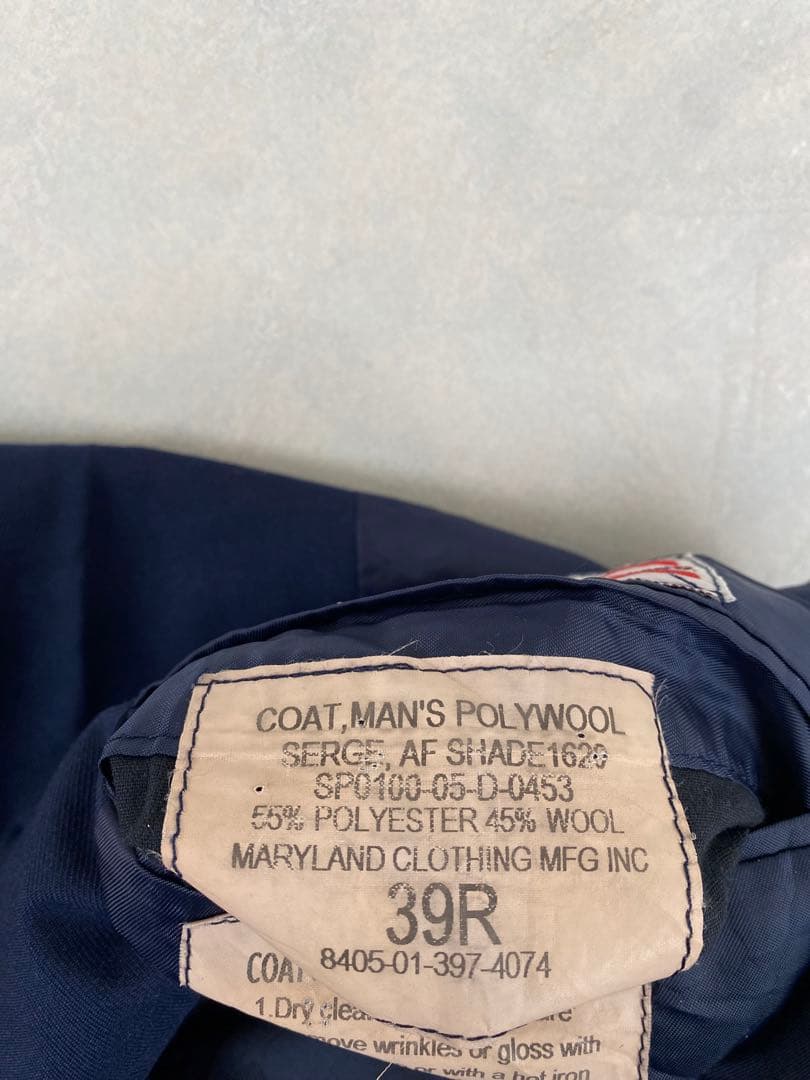 COAT,MAN'S POLYWOOL
SERGE, AF SHADE1620
SP0100-05-D-0453
55% POLYESTER 45% WOOL
MARYLAND CLOTHING MFG INC
39R
8405-01-397-4074
1.Dry
wrinkles or gloss with
or with a hot iron